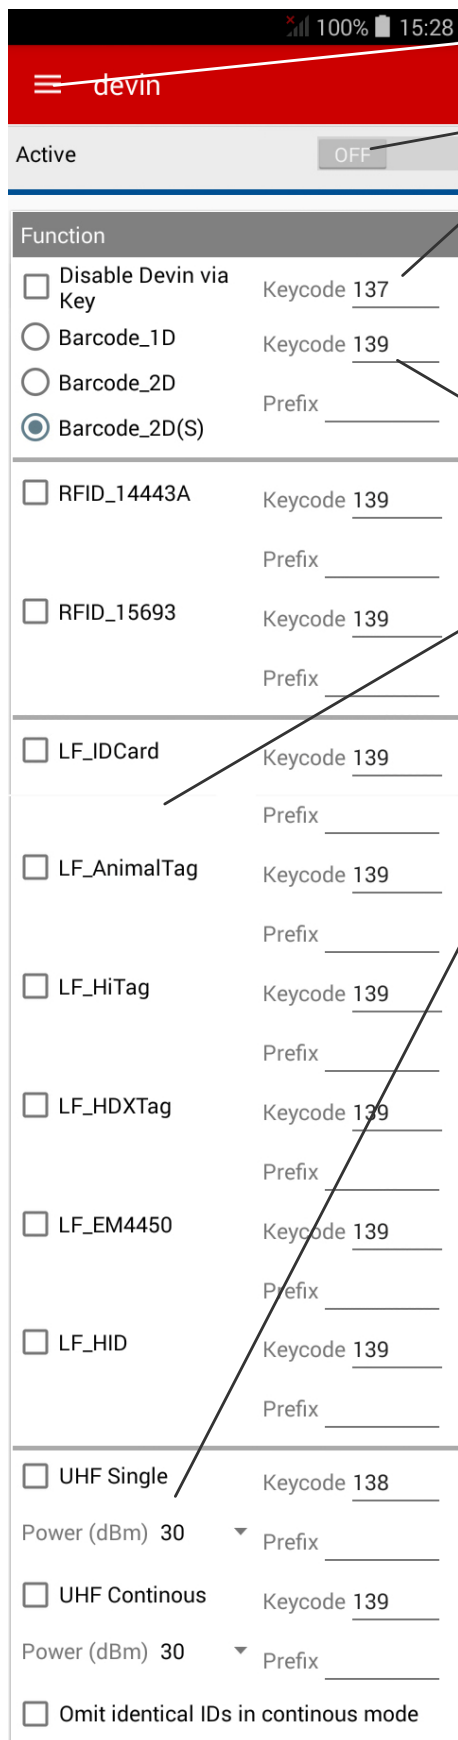 100% 15:28
devin
Active OFF
Function
Disable Devin via Key Keycode 137
Barcode_1D Keycode 139
Barcode_2D
Prefix
Barcode_2D(S)
RFID_14443A Keycode 139
Prefix
RFID_15693 Keycode 139
Prefix
LF_IDCard Keycode 139
Prefix
LF_AnimalTag Keycode 139
Prefix
LF_HiTag Keycode 139
Prefix
LF_HDXTag Keycode 139
Prefix
LF_EM4450 Keycode 139
Prefix
LF_HID Keycode 139
Prefix
UHF Single Keycode 138
Power (dBm) 30 Prefix
UHF Continous Keycode 139
Power (dBm) 30 Prefix
Omit identical IDs in continous mode